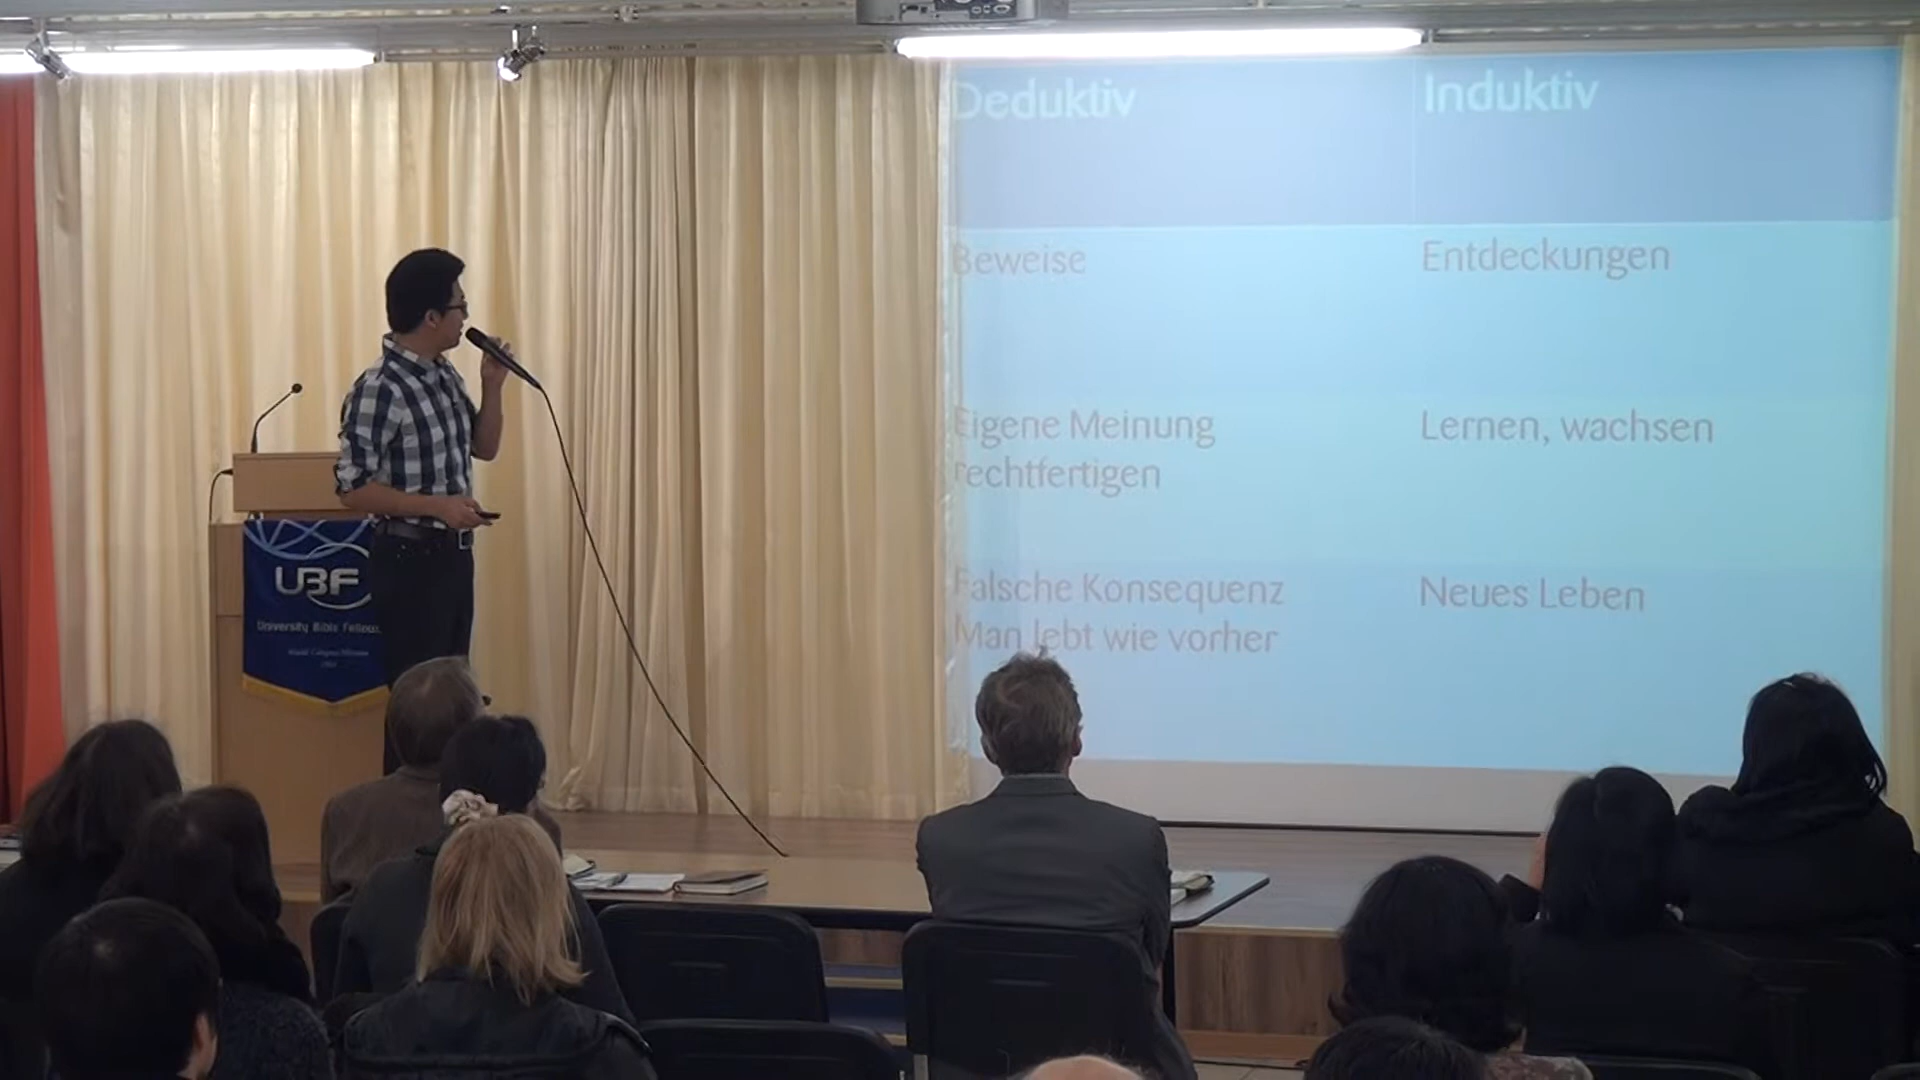 Deduktiv Induktiv
Beweise Entdeckungen
Eigene Meinung Lernen, wachsen
rechtfertigen
Falsche Konsequenz Neues Leben
Man lebt wie vorher
UBF
University Bible